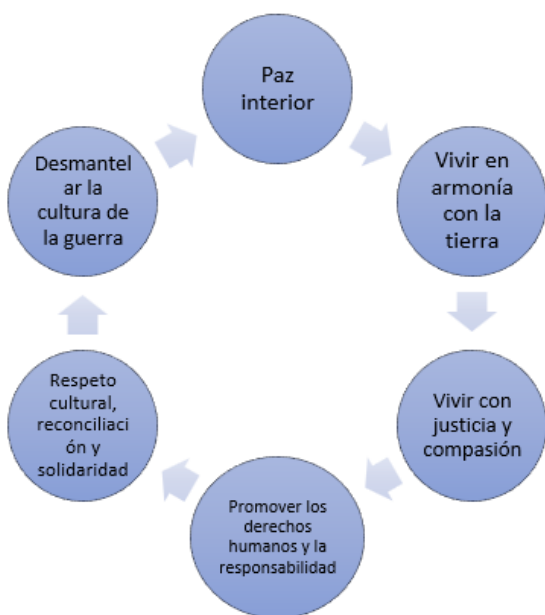 Paz
interior
Vivir en
armonía
con la
tierra
Vivir con
justicia y
compasión
Promover los
derechos
humanos y la
responsabilidad
Respeto
cultural,
reconciliaci
ón y
solidaridad
Desmantel
ar la
cultura de
la guerra